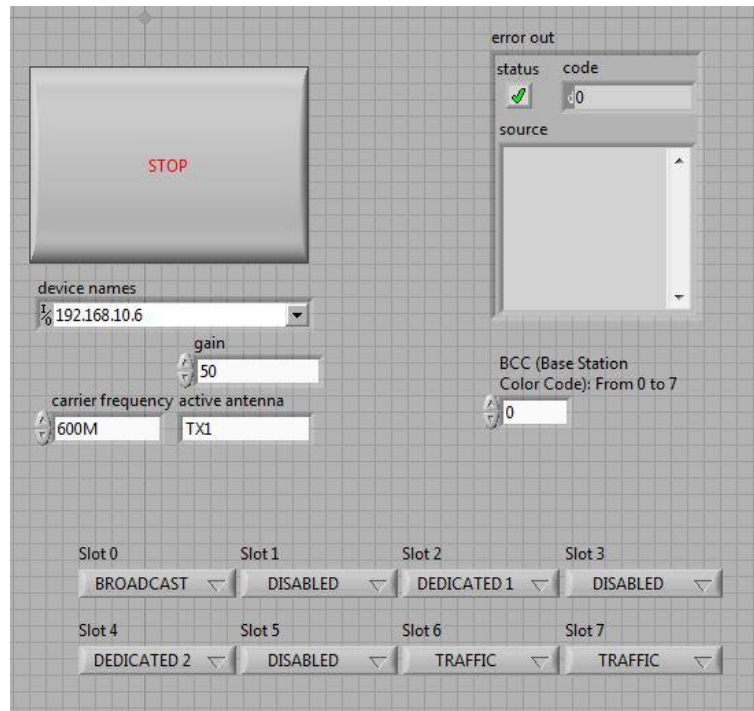 error out
status code
d 0
source
STOP
device names
I/0 192.168.10.6
gain
50
BCC (Base Station
Color Code): From 0 to 7
0
carrier frequency active antenna
600M TX1
Slot 0 Slot 1 Slot 2 Slot 3
BROADCAST DISABLED DEDICATED 1 DISABLED
Slot 4 Slot 5 Slot 6 Slot 7
DEDICATED 2 DISABLED TRAFFIC TRAFFIC